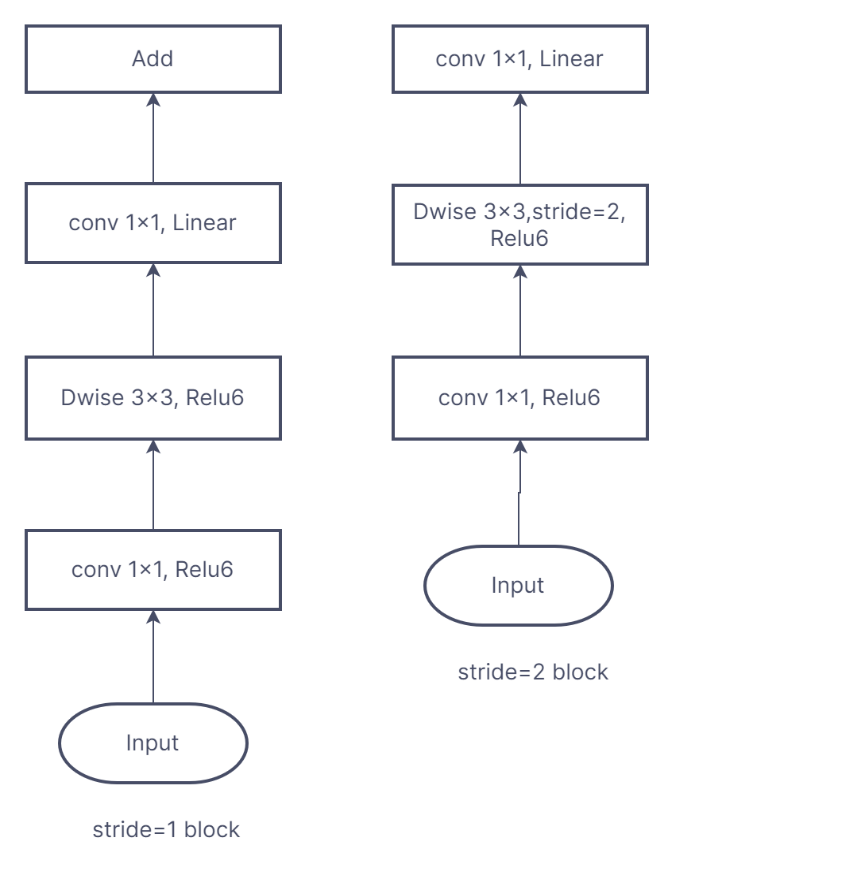 Add
conv 1×1, Linear
Dwise 3×3, Relu6
conv 1×1, Relu6
Input
stride=1 block
conv 1×1, Linear
Dwise 3×3,stride=2,
Relu6
conv 1×1, Relu6
Input
stride=2 block